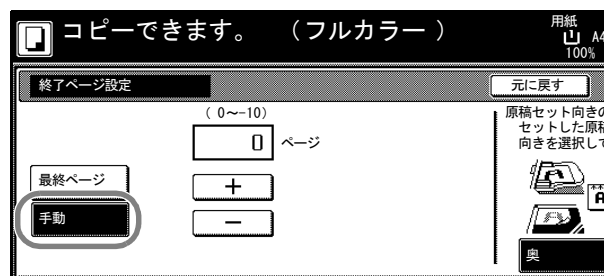 コピーできます。 （フルカラー ）
用紙
A4
100%
終了ページ設定
元に戻す
( 0～-10)
0 ページ
最終ページ
＋
手動
－
原稿セット向きの
セットした原稿
向きを選択して
A
奥